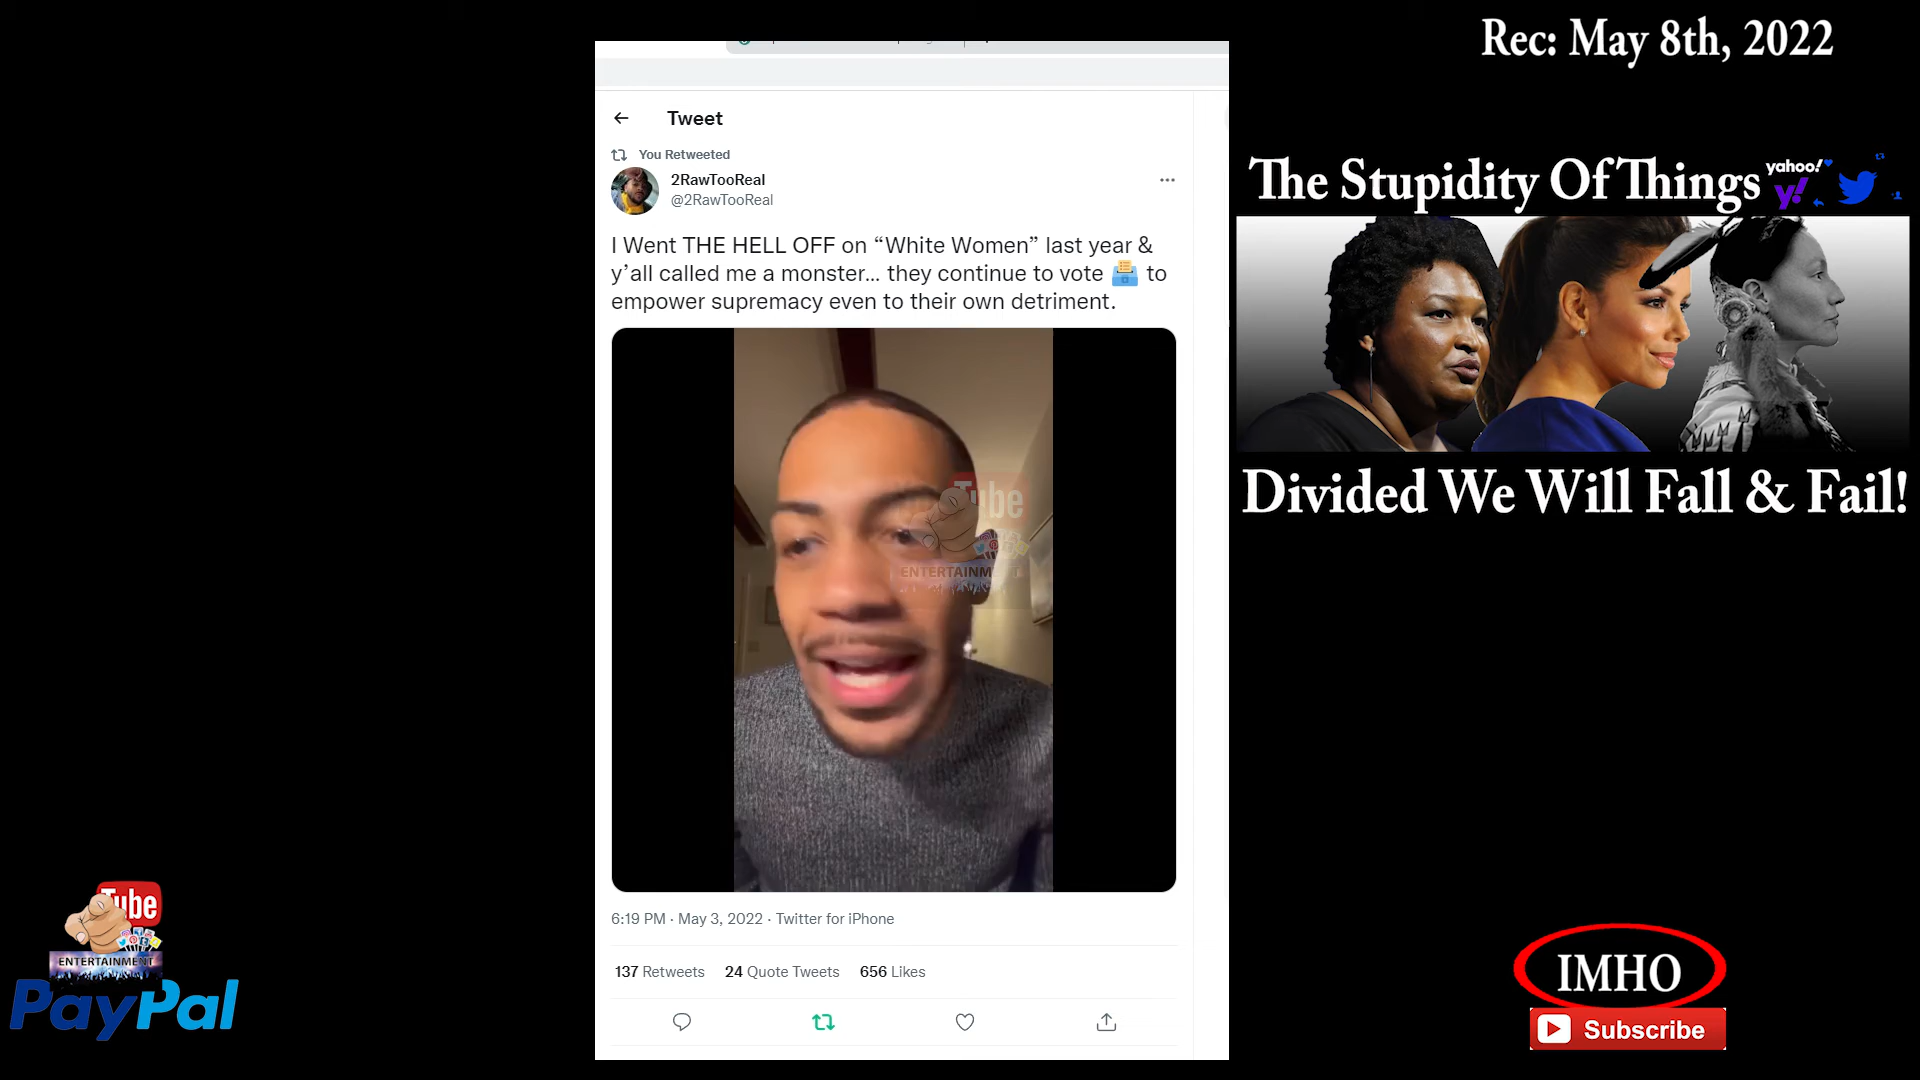 Rec: May 8th, 2022
Tweet
You Retweeted
2RawTooReal
@2RawTooReal
I Went THE HELL OFF on “White Women” last year &
y’all called me a monster... they continue to vote 🗳️ to
empower supremacy even to their own detriment.
Tube
ENTERTAINM
6:19 PM · May 3, 2022 · Twitter for iPhone
137 Retweets 24 Quote Tweets 656 Likes
The Stupidity Of Things
yahoo!
y!
Divided We Will Fall & Fail!
Tube
ENTERTAINMENT
PayPal
IMHO
Subscribe